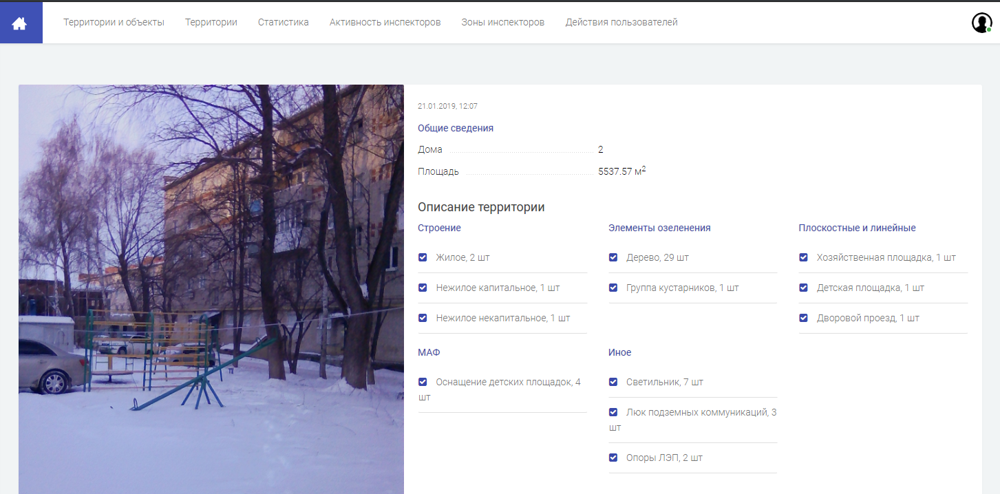 Территории и объекты Территории Статистика Активность инспекторов Зоны инспекторов Действия пользователей
21.01.2019, 12:07
Общие сведения
Дома 2
Площадь 5537.57 м²
Описание территории
Строение
Жилое, 2 шт
Нежилое капитальное, 1 шт
Нежилое некапитальное, 1 шт
Элементы озеленения
Дерево, 29 шт
Группа кустарников, 1 шт
Плоскостные и линейные
Хозяйственная площадка, 1 шт
Детская площадка, 1 шт
Дворовой проезд, 1 шт
МАФ
Оснащение детских площадок, 4
шт
Иное
Светильник, 7 шт
Люк подземных коммуникаций, 3
шт
Опоры ЛЭП, 2 шт